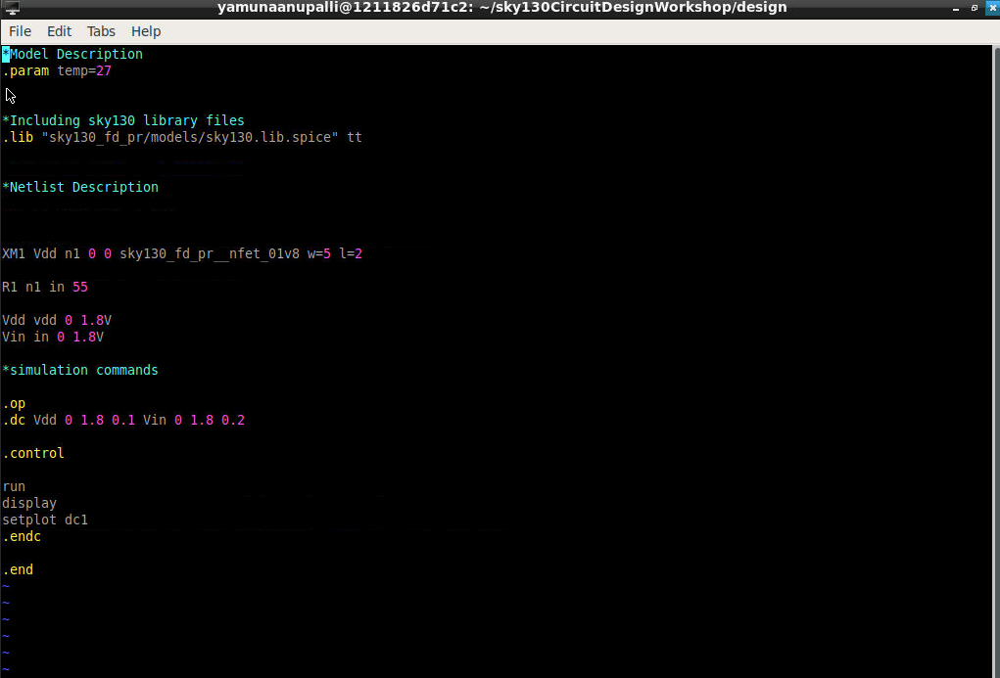 yamunaanupalli@1211826d71c2: ~/sky130CircuitDesignWorkshop/design
File Edit Tabs Help
*Model Description
.param temp=27
*Including sky130 library files
.lib "sky130_fd_pr/models/sky130.lib.spice" tt
*Netlist Description
XM1 Vdd n1 0 0 sky130_fd_pr__nfet_01v8 w=5 l=2
R1 n1 in 55
Vdd vdd 0 1.8V
Vin in 0 1.8V
*simulation commands
.op
.dc Vdd 0 1.8 0.1 Vin 0 1.8 0.2
.control
run
display
setplot dc1
.endc
.end
~
~
~
~
~
~